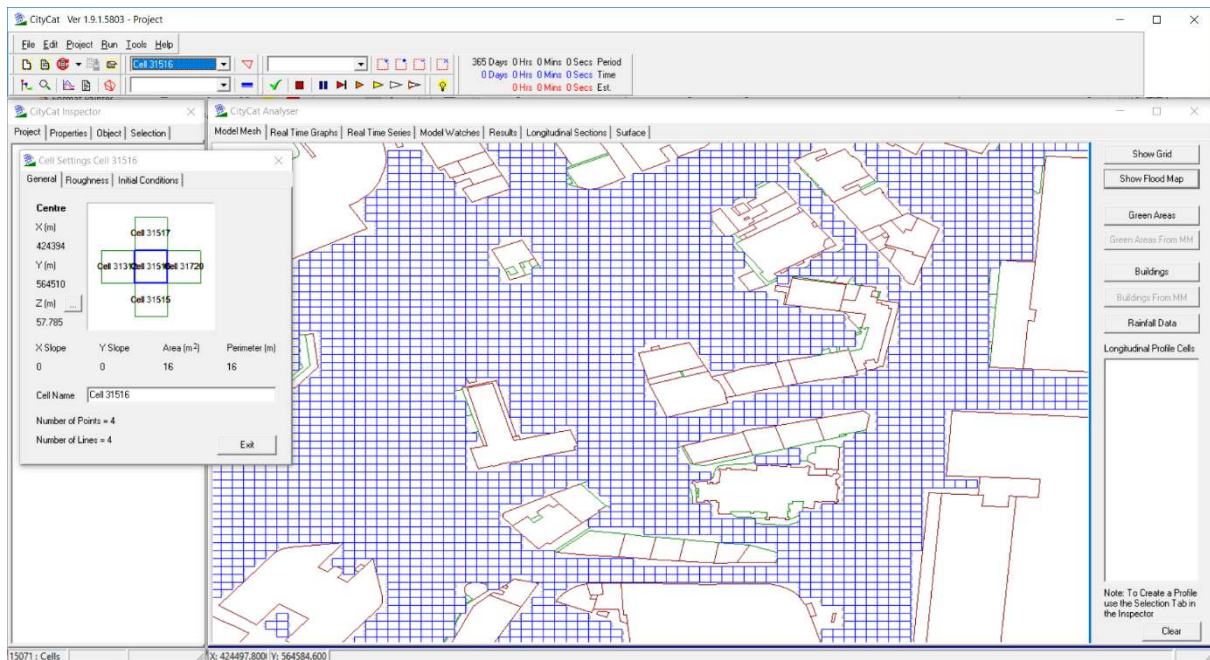 CityCat Ver 1.9.1.5803 - Project
File Edit Project Run Tools Help
Cell 31516
365 Days 0 Hrs 0 Mins 0 Secs Period
0 Days 0 Hrs 0 Mins 0 Secs Time
0 Hrs 0 Mins 0 Secs Est.
CityCat Inspector
Project Properties Object Selection
CityCat Analyser
Model Mesh Real Time Graphs Real Time Series Model Watches Results Longitudinal Sections Surface
Cell Settings Cell 31516
General Roughness Initial Conditions
Centre
X (m)
424394
Y (m)
564510
Z (m) ...
57.785
Cell 31517
Cell 31720
Cell 31515
X Slope Y Slope Area (m²) Perimeter (m)
0 0 16 16
Cell Name Cell 31516
Number of Points = 4
Number of Lines = 4
Exit
Show Grid
Show Flood Map
Green Areas
Green Areas From MM
Buildings
Buildings From MM
Rainfall Data
Longitudinal Profile Cells
Note: To Create a Profile
use the Selection Tab in
the Inspector
Clear
15071 : Cells
X: 424497.800 Y: 564584.600